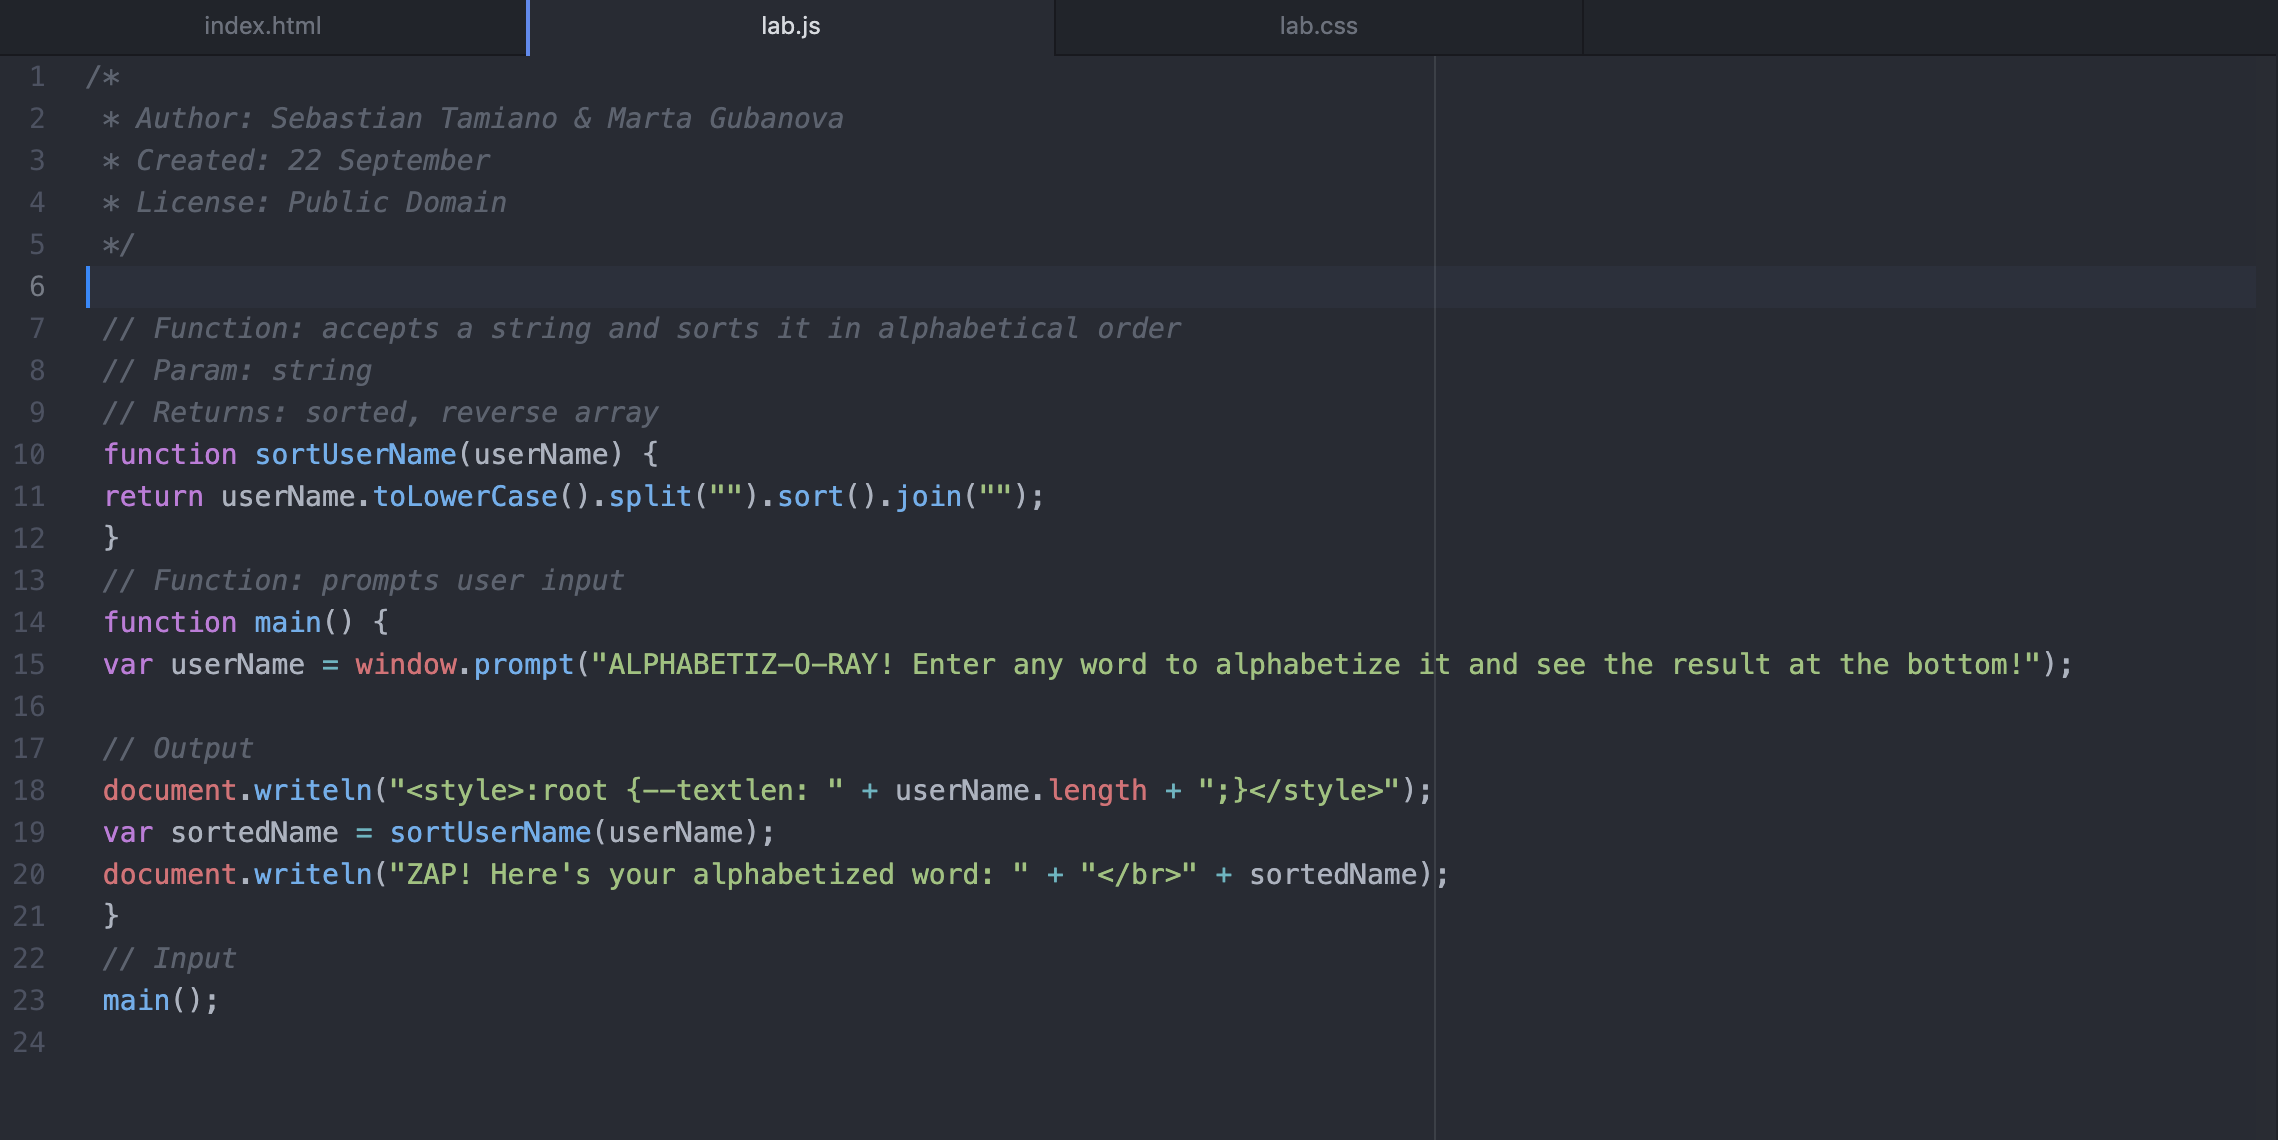 index.html lab.js lab.css
1 /*
2 * Author: Sebastian Tamiano & Marta Gubanova
3 * Created: 22 September
4 * License: Public Domain
5 */
6
7 // Function: accepts a string and sorts it in alphabetical order
8 // Param: string
9 // Returns: sorted, reverse array
10 function sortUserName(userName) {
11 return userName.toLowerCase().split("").sort().join("");
12 }
13 // Function: prompts user input
14 function main() {
15 var userName = window.prompt("ALPHABETIZ-O-RAY! Enter any word to alphabetize it and see the result at the bottom!");
16
17 // Output
18 document.writeln("<style>:root {--textlen: " + userName.length + ";}</style>");
19 var sortedName = sortUserName(userName);
20 document.writeln("ZAP! Here's your alphabetized word: " + "</br>" + sortedName);
21 }
22 // Input
23 main();
24